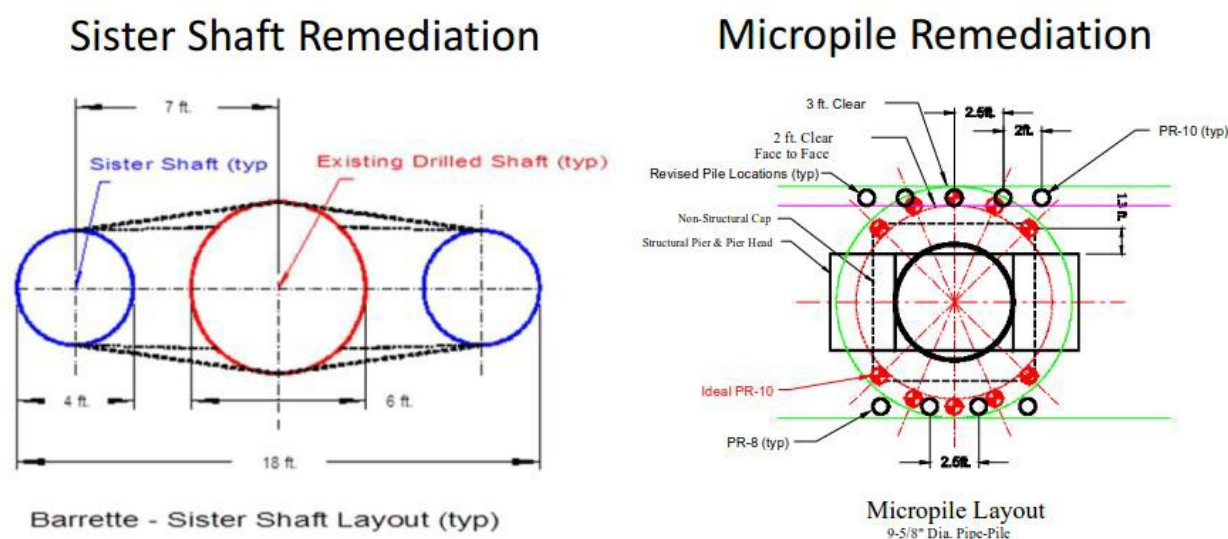 Sister Shaft Remediation
7 ft.
Sister Shaft (typ
Existing Drilled Shaft (typ)
4 ft.
6 ft.
18 ft.
Barrette - Sister Shaft Layout (typ)
Micropile Remediation
3 ft. Clear
2.5ft.
2ft.
PR-10 (typ)
2 ft. Clear
Face to Face
Revised Pile Locations (typ)
1.3 ft.
Non-Structural Cap
Structural Pier & Pier Head
Ideal PR-10
PR-8 (typ)
2.5ft.
Micropile Layout
9-5/8" Dia. Pipe-Pile